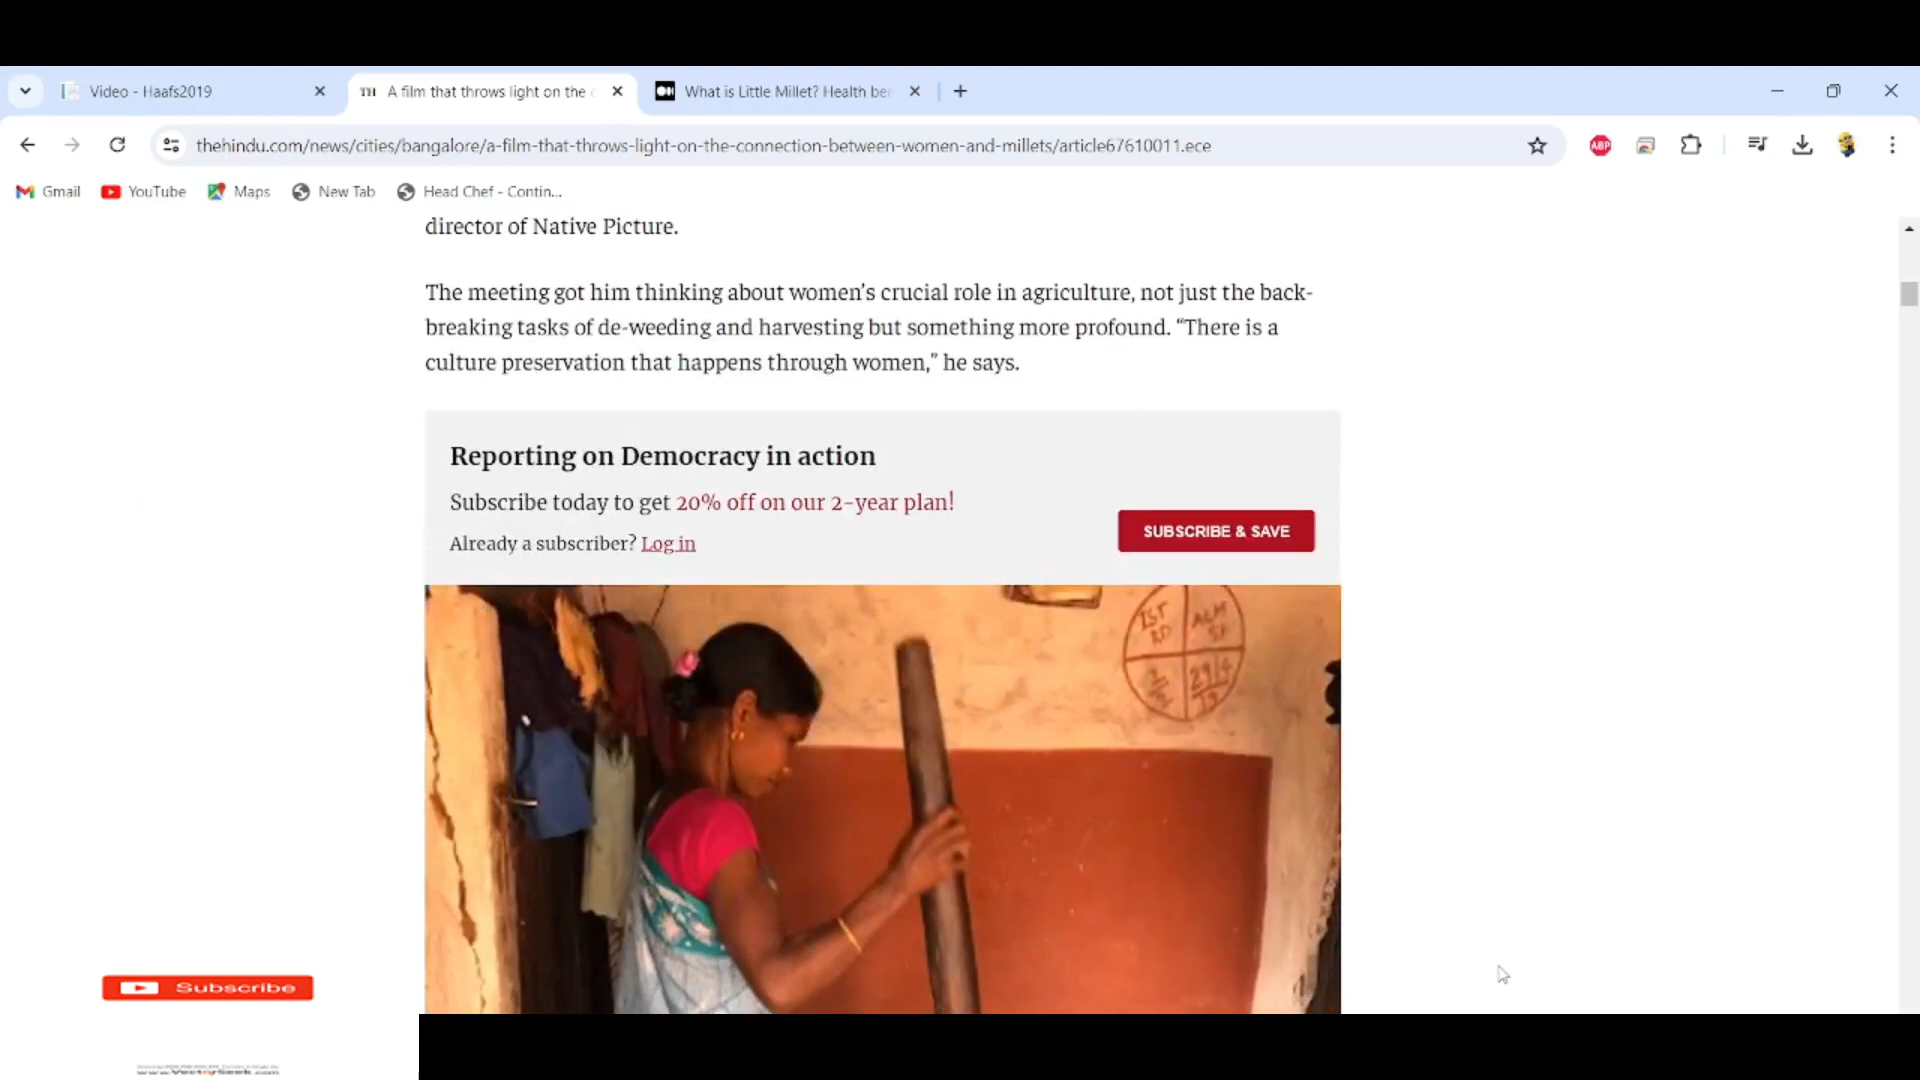 Video - Haafs2019
TH A film that throws light on the
What is Little Millet? Health ben
thehindu.com/news/cities/bangalore/a-film-that-throws-light-on-the-connection-between-women-and-millets/article67610011.ece
ABP
Gmail
YouTube
Maps
New Tab
Head Chef - Contin...
director of Native Picture.
The meeting got him thinking about women’s crucial role in agriculture, not just the back-
breaking tasks of de-weeding and harvesting but something more profound. “There is a
culture preservation that happens through women,” he says.
Reporting on Democracy in action
Subscribe today to get 20% off on our 2-year plan!
Already a subscriber? Log in
SUBSCRIBE & SAVE
Subscribe